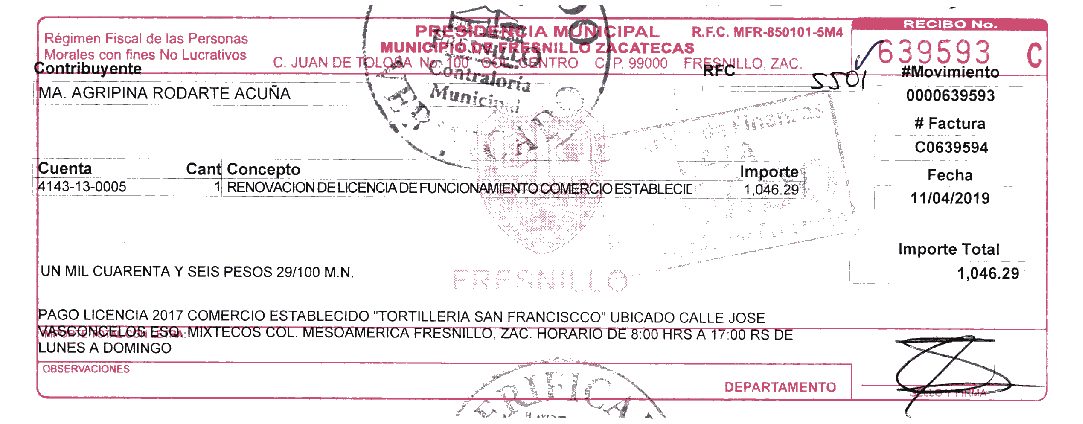 RECIBO No.
Régimen Fiscal de las Personas
Morales con fines No Lucrativos
PRESIDENCIA MUNICIPAL R.F.C. MFR-850101-5M4
MUNICIPIO DE FRESNILLO ZACATECAS
C. JUAN DE TOLOSA No. 100 COL. CENTRO C.P. 99000 FRESNILLO, ZAC.
639593 C
Contribuyente RFC 5501
MA. AGRIPINA RODARTE ACUÑA
Contraloría
Municipal
#Movimiento
0000639593
# Factura
C0639594
Fecha
11/04/2019
Cuenta Cant Concepto Importe
4143-13-0005 1 RENOVACION DE LICENCIA DE FUNCIONAMIENTO COMERCIO ESTABLECID 1,046.29
Importe Total
1,046.29
FRESNILLO
UN MIL CUARENTA Y SEIS PESOS 29/100 M.N.
PAGO LICENCIA 2017 COMERCIO ESTABLECIDO "TORTILLERIA SAN FRANCISCCO" UBICADO CALLE JOSE
VASCONCELOS ESQ. MIXTECOS COL. MESOAMERICA FRESNILLO, ZAC. HORARIO DE 8:00 HRS A 17:00 RS DE
LUNES A DOMINGO
OBSERVACIONES
DEPARTAMENTO
SELLO Y FIRMA